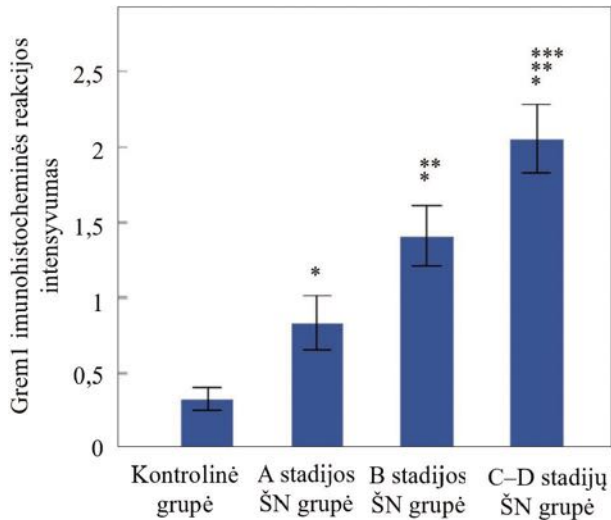 Grem1 imunohistocheminės reakcijos
intensyvumas
2,5
2
1,5
1
0,5
0
*
**
*
***
**
*
Kontrolinė
grupė
A stadijos
ŠN grupė
B stadijos
ŠN grupė
C–D stadijų
ŠN grupė